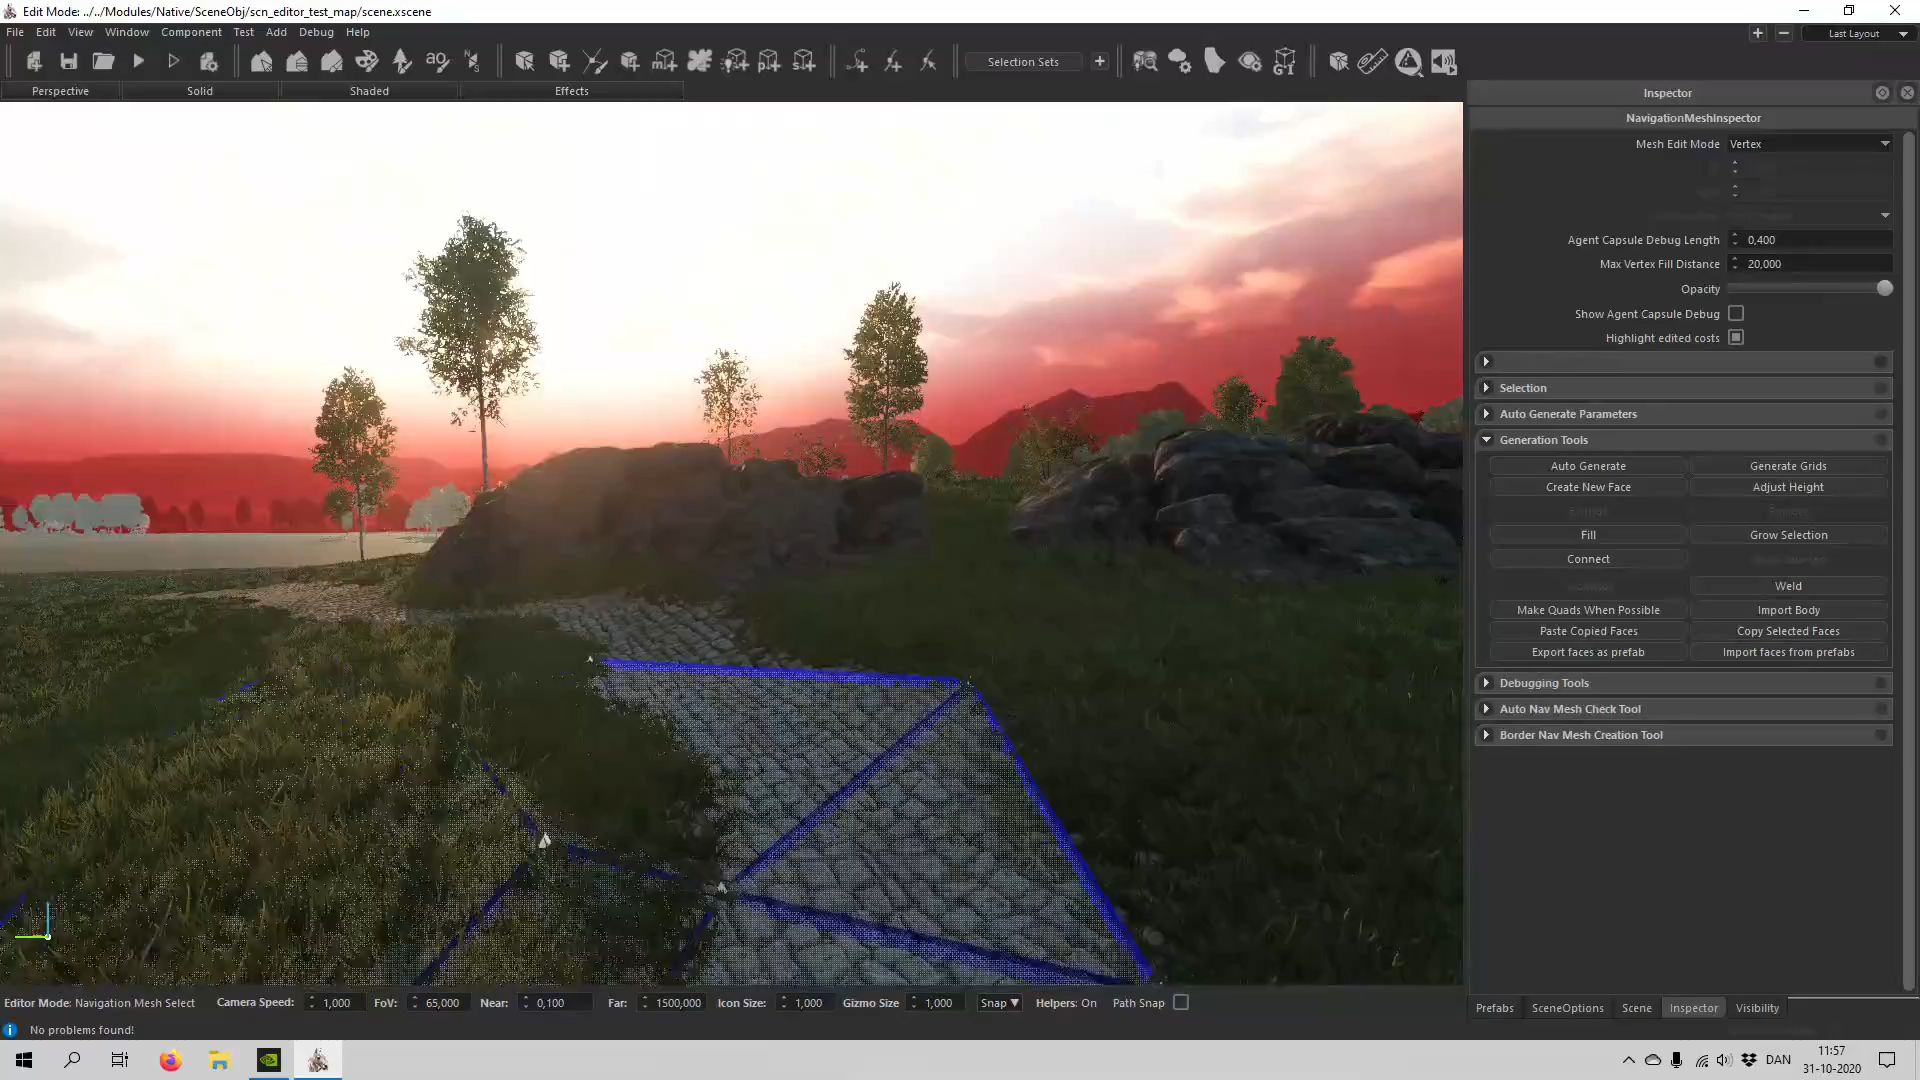 Edit Mode: ../../Modules/Native/SceneObj/scn_editor_test_map/scene.xscene
File Edit View Window Component Test Add Debug Help
Last Layout
Selection Sets
Perspective Solid Shaded Effects
Inspector
NavigationMeshInspector
Mesh Edit Mode Vertex
Agent Capsule Debug Length 0,400
Max Vertex Fill Distance 20,000
Opacity
Show Agent Capsule Debug
Highlight edited costs
Selection
Auto Generate Parameters
Generation Tools
Auto Generate Generate Grids
Create New Face Adjust Height
Fill Grow Selection
Connect
Weld
Make Quads When Possible Import Body
Paste Copied Faces Copy Selected Faces
Export faces as prefab Import faces from prefabs
Debugging Tools
Auto Nav Mesh Check Tool
Border Nav Mesh Creation Tool
Editor Mode: Navigation Mesh Select Camera Speed: 1,000 FoV: 65,000 Near: 0,100 Far: 1500,000 Icon Size: 1,000 Gizmo Size 1,000 Snap Helpers: On Path Snap
Prefabs SceneOptions Scene Inspector Visibility
No problems found!
DAN
11:57
31-10-2020